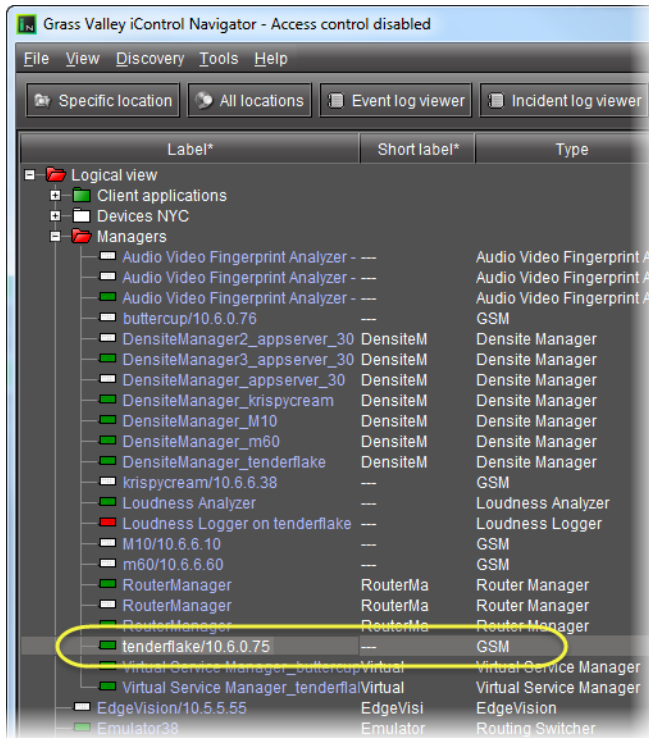 Grass Valley iControl Navigator - Access control disabled
File View Discovery Tools Help
Specific location All locations Event log viewer Incident log viewer
Label* Short label* Type
Logical view
Client applications
Devices NYC
Managers
Audio Video Fingerprint Analyzer - --- Audio Video Fingerprint A
Audio Video Fingerprint Analyzer - --- Audio Video Fingerprint A
Audio Video Fingerprint Analyzer - --- Audio Video Fingerprint A
buttercup/10.6.0.76 --- GSM
DensiteManager2_appserver_30 DensiteM Densite Manager
DensiteManager3_appserver_30 DensiteM Densite Manager
DensiteManager_appserver_30 DensiteM Densite Manager
DensiteManager_krispycream DensiteM Densite Manager
DensiteManager_M10 DensiteM Densite Manager
DensiteManager_m60 DensiteM Densite Manager
DensiteManager_tenderflake DensiteM Densite Manager
krispycream/10.6.6.38 --- GSM
Loudness Analyzer --- Loudness Analyzer
Loudness Logger on tenderflake --- Loudness Logger
M10/10.6.6.10 --- GSM
m60/10.6.6.60 --- GSM
RouterManager RouterMa Router Manager
RouterManager RouterMa Router Manager
RouterManager RouterMa Router Manager
tenderflake/10.6.0.75 --- GSM
Virtual Service Manager_buttercup Virtual Virtual Service Manager
Virtual Service Manager_tenderfla Virtual Virtual Service Manager
EdgeVision/10.5.5.55 EdgeVisi EdgeVision
Emulator38 Emulator Routing Switcher